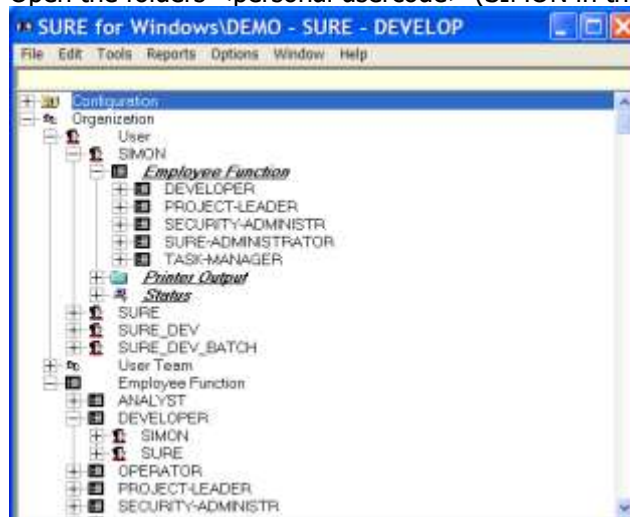 Open the folders <personal usercode> (SIMON in th
SURE for Windows\DEMO - SURE - DEVELOP
File Edit Tools Reports Options Window Help
Configuration
Organization
User
SIMON
Employee Function
DEVELOPER
PROJECT-LEADER
SECURITY-ADMINISTR
SURE-ADMINISTRATOR
TASK-MANAGER
Printer Output
Status
SURE
SURE_DEV
SURE_DEV_BATCH
User Team
Employee Function
ANALYST
DEVELOPER
SIMON
SURE
OPERATOR
PROJECT-LEADER
SECURITY-ADMINISTR